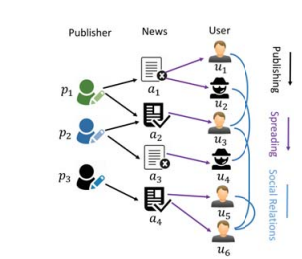 Publisher News User
p₁ a₁ u₁
u₂
p₂ a₂ u₃
a₃ u₄
p₃ a₄ u₅
u₆
Publishing
Spreading
Social Relations